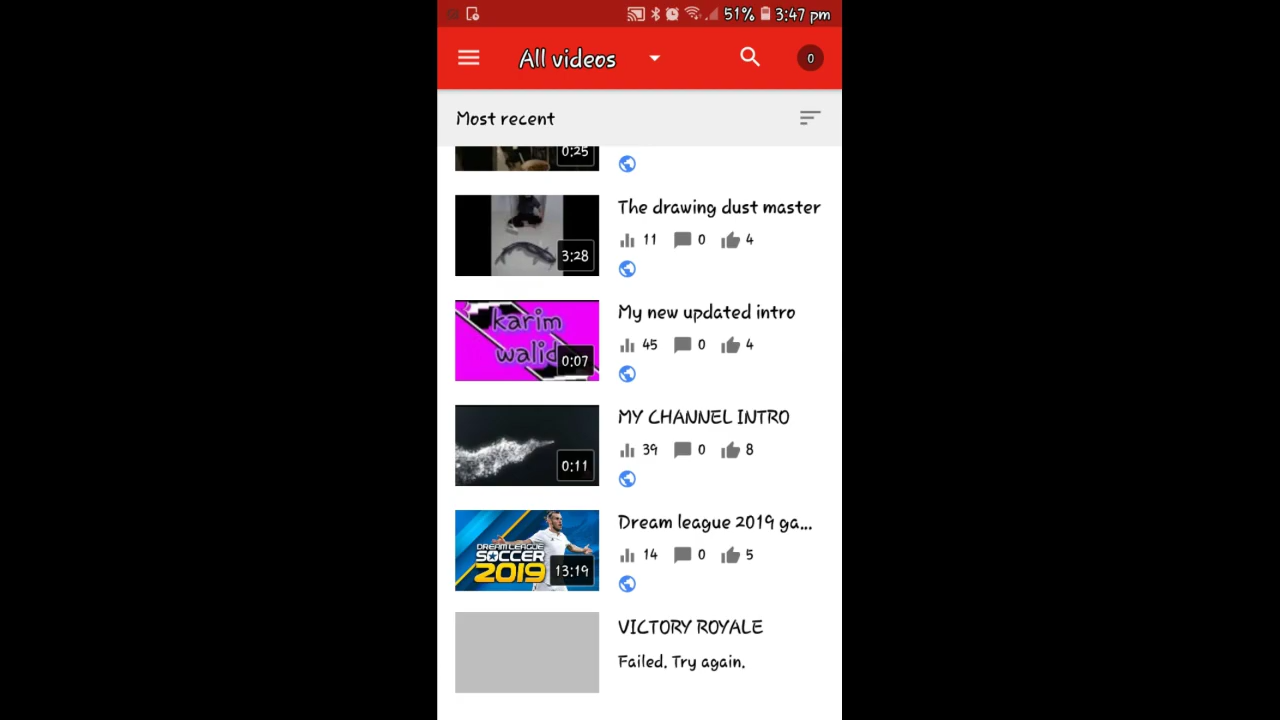 51% 3:47 pm
All videos 0
Most recent
0:25
The drawing dust master
11 0 4
3:28
My new updated intro
karim
walid
45 0 4
0:07
MY CHANNEL INTRO
39 0 8
0:11
Dream league 2019 ga...
14 0 5
DREAM LEAGUE
SOCCER
2019
13:19
VICTORY ROYALE
Failed. Try again.